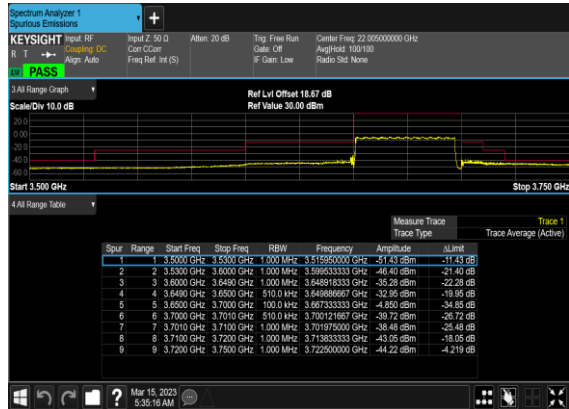 Spectrum Analyzer 1
Spurious Emissions
KEYSIGHT Input: RF Input Z: 50 Ω Atten: 20 dB Trig: Free Run Center Freq: 22.005000000 GHz
R T Coupling: DC Corr CCorr Gate: Off Avg|Hold: 100/100
Align: Auto Freq Ref: Int (S) IF Gain: Low Radio Std: None
LW PASS
3 All Range Graph
Ref Lvl Offset 18.67 dB
Scale/Div 10.0 dB Ref Value 30.00 dBm
20.0
0.00
-20.0
-40.0
-60.0
Start 3.500 GHz Stop 3.750 GHz
4 All Range Table
Measure Trace Trace 1
Trace Type Trace Average (Active)
Spur Range Start Freq Stop Freq RBW Frequency Amplitude ΔLimit
1 1 3.5000 GHz 3.5300 GHz 1.000 MHz 3.515950000 GHz -51.43 dBm -11.43 dB
2 2 3.5300 GHz 3.6000 GHz 1.000 MHz 3.599533333 GHz -46.40 dBm -21.40 dB
3 3 3.6000 GHz 3.6490 GHz 1.000 MHz 3.648918333 GHz -35.28 dBm -22.28 dB
4 4 3.6490 GHz 3.6500 GHz 510.0 kHz 3.649886667 GHz -32.95 dBm -19.95 dB
5 5 3.6500 GHz 3.7000 GHz 100.0 kHz 3.667333333 GHz -4.850 dBm -34.85 dB
6 6 3.7000 GHz 3.7010 GHz 510.0 kHz 3.700121667 GHz -39.72 dBm -26.72 dB
7 7 3.7010 GHz 3.7100 GHz 1.000 MHz 3.701975000 GHz -38.48 dBm -25.48 dB
8 8 3.7100 GHz 3.7200 GHz 1.000 MHz 3.713833333 GHz -43.05 dBm -18.05 dB
9 9 3.7200 GHz 3.7500 GHz 1.000 MHz 3.722500000 GHz -44.22 dBm -4.219 dB
Mar 15, 2023
5:35:16 AM